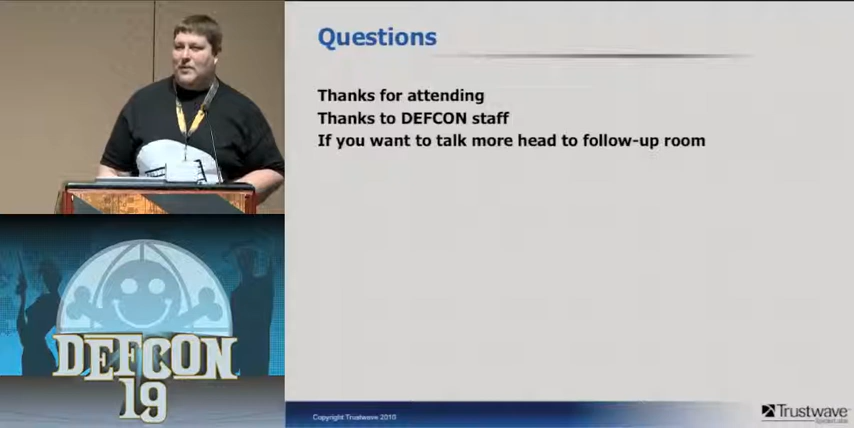 Questions
Thanks for attending
Thanks to DEFCON staff
If you want to talk more head to follow-up room
DEFCON
19
Copyright Trustwave 2010
Trustwave
SpiderLabs